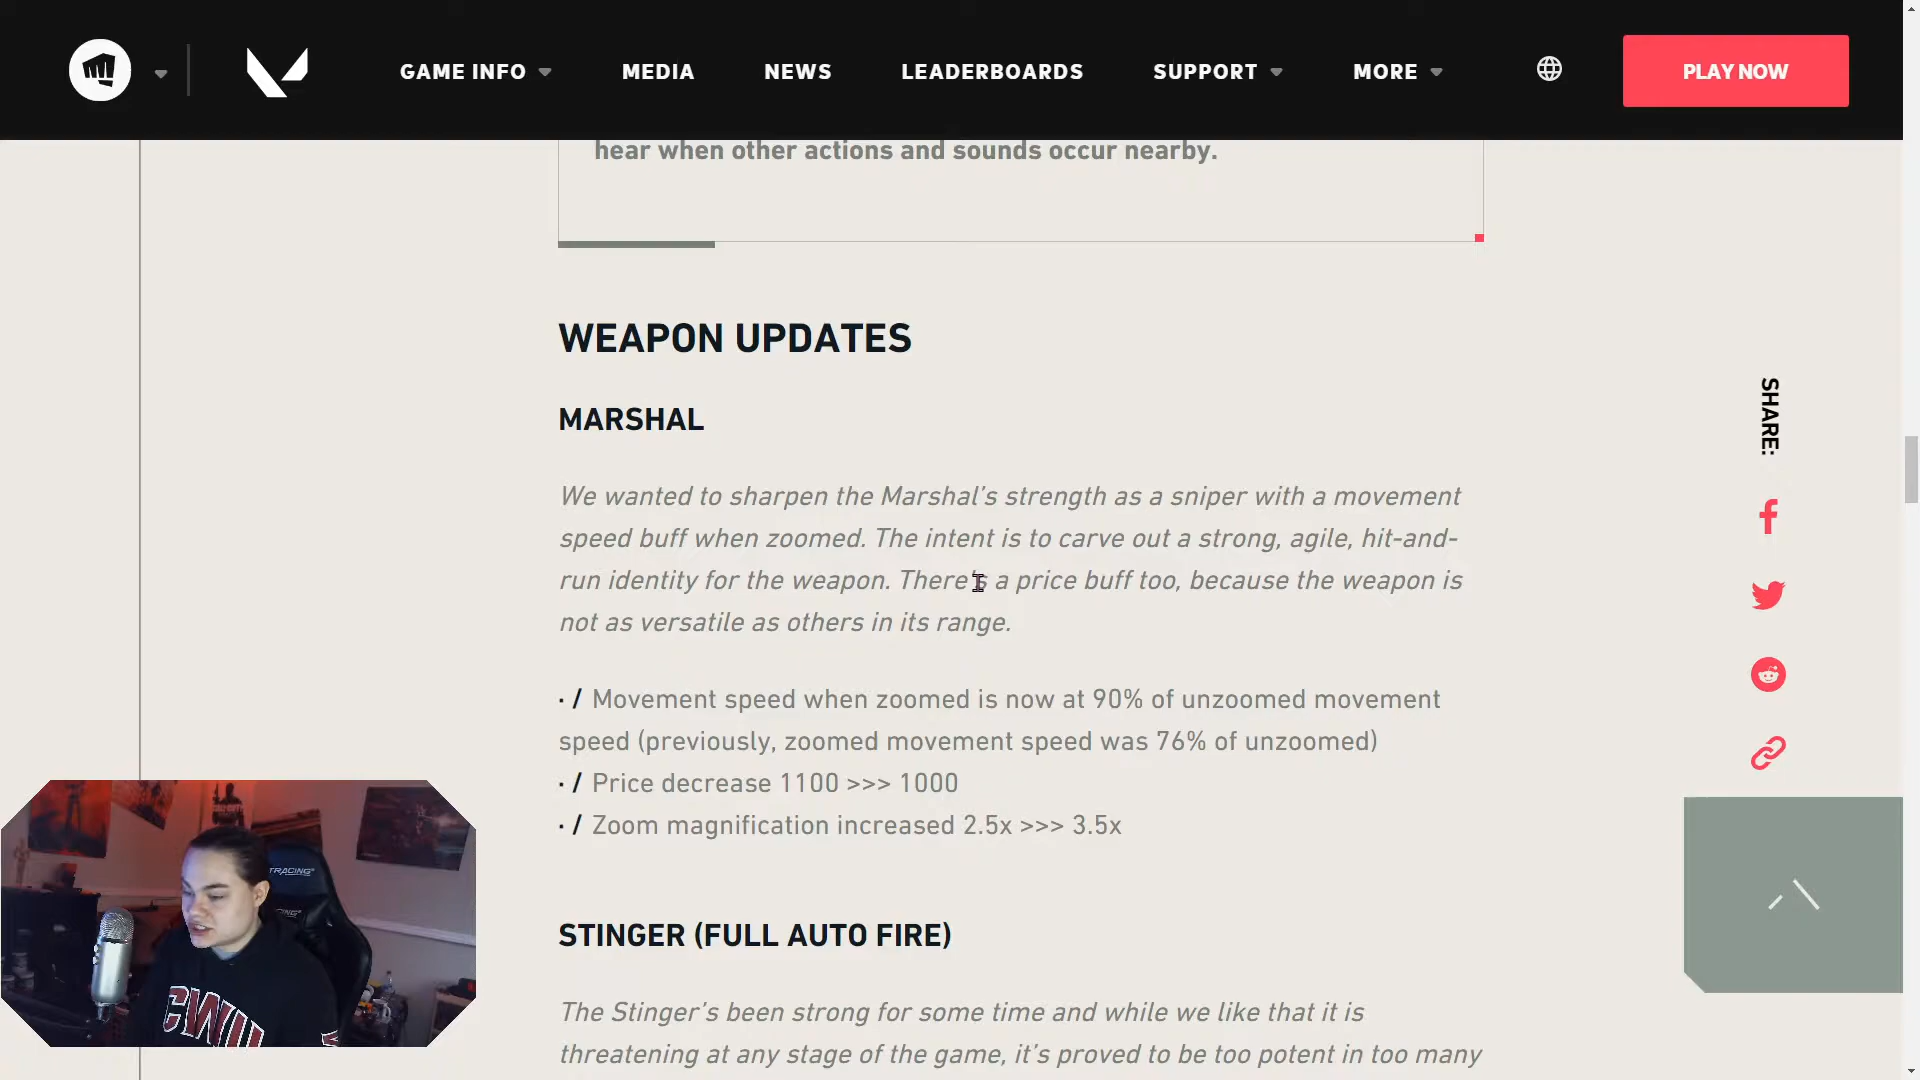 GAME INFO MEDIA NEWS LEADERBOARDS SUPPORT MORE PLAY NOW
hear when other actions and sounds occur nearby.
WEAPON UPDATES
MARSHAL
We wanted to sharpen the Marshal's strength as a sniper with a movement
speed buff when zoomed. The intent is to carve out a strong, agile, hit-and-
run identity for the weapon. There's a price buff too, because the weapon is
not as versatile as others in its range.
· / Movement speed when zoomed is now at 90% of unzoomed movement
speed (previously, zoomed movement speed was 76% of unzoomed)
· / Price decrease 1100 >>> 1000
· / Zoom magnification increased 2.5x >>> 3.5x
STINGER (FULL AUTO FIRE)
The Stinger's been strong for some time and while we like that it is
threatening at any stage of the game, it's proved to be too potent in too many
SHARE:
TRACING
CWU